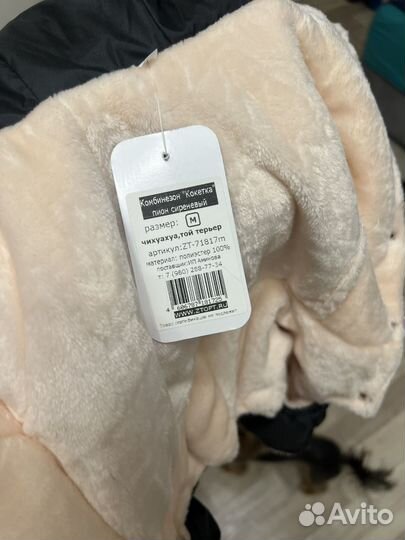 Комбинезон "Кокетка"
пион сиреневый
размер: M
чихуахуа,той терьер
артикул:ZT-71817m
материал: полиэстер 100%
поставщик:ИП Аминова
т: 7 (960) 288-77-34
WWW.ZTOPT.RU
Avito